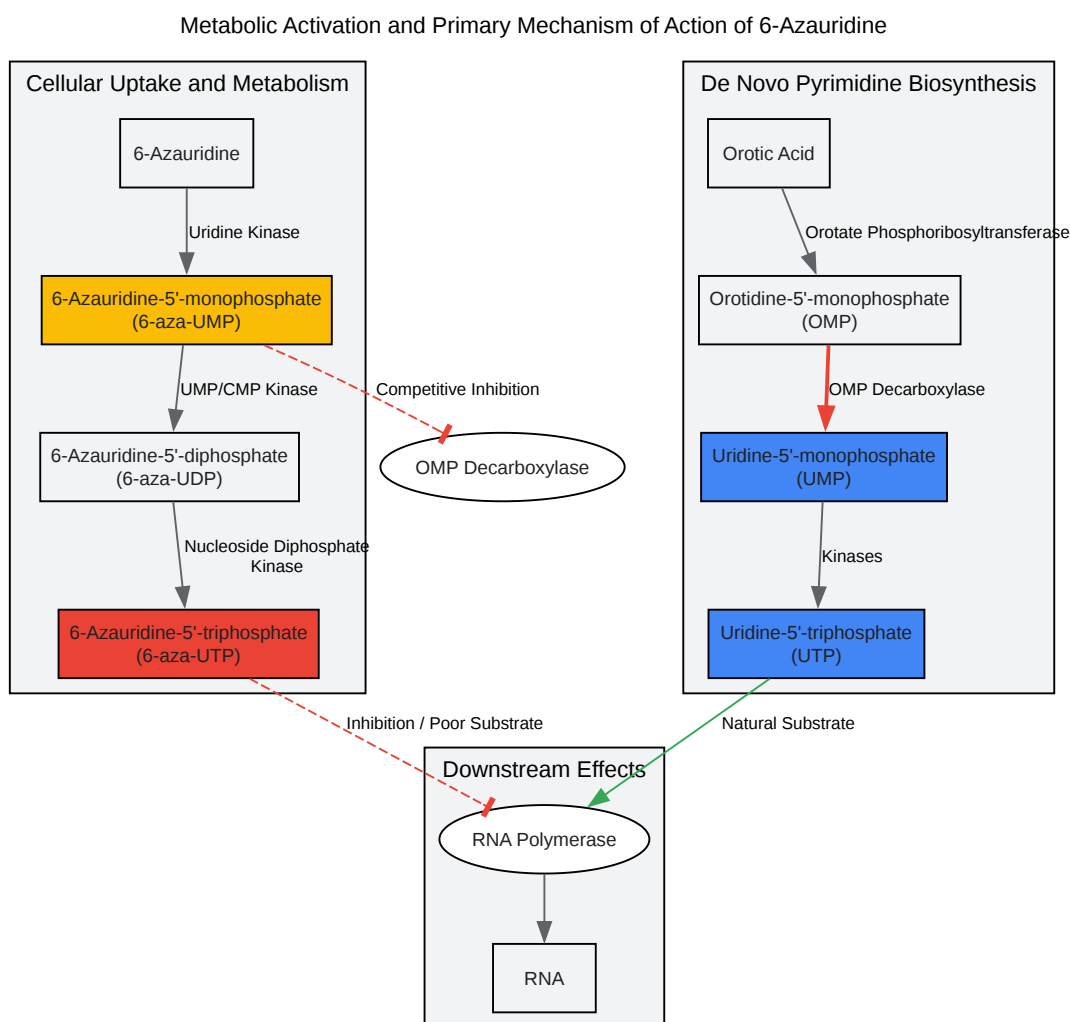 Metabolic Activation and Primary Mechanism of Action of 6-Azauridine
Cellular Uptake and Metabolism
6-Azauridine
Uridine Kinase
6-Azauridine-5'-monophosphate
(6-aza-UMP)
UMP/CMP Kinase
Competitive Inhibition
6-Azauridine-5'-diphosphate
(6-aza-UDP)
OMP Decarboxylase
Nucleoside Diphosphate
Kinase
6-Azauridine-5'-triphosphate
(6-aza-UTP)
Inhibition / Poor Substrate
De Novo Pyrimidine Biosynthesis
Orotic Acid
Orotate Phosphoribosyltransferase
Orotidine-5'-monophosphate
(OMP)
OMP Decarboxylase
Uridine-5'-monophosphate
(UMP)
Kinases
Uridine-5'-triphosphate
(UTP)
Natural Substrate
Downstream Effects
RNA Polymerase
RNA